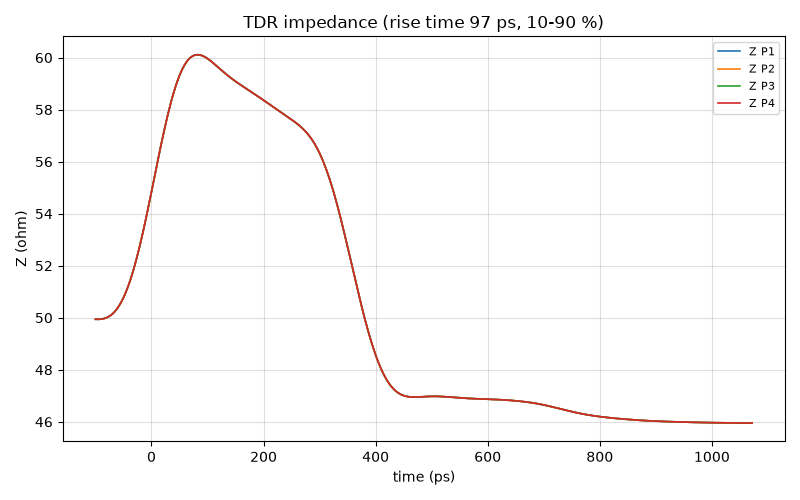 TDR impedance (rise time 97 ps, 10-90 %)
Z P1
Z P2
Z P3
Z P4
60
58
56
54
52
50
48
46
Z (ohm)
0 200 400 600 800 1000
time (ps)